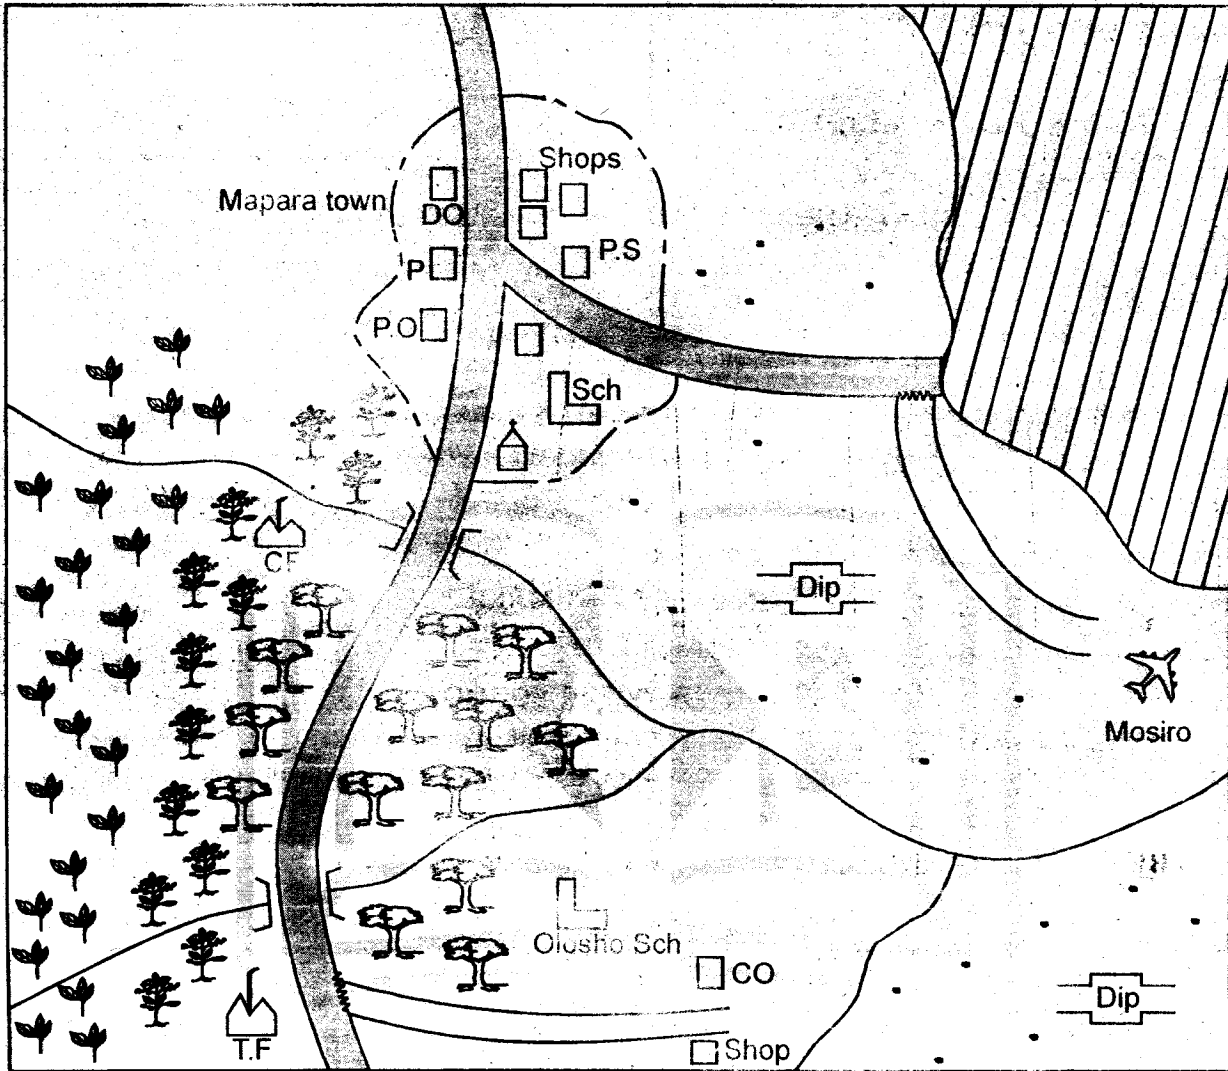 Shops
Mapara town
DO
P.S
P
P.O
Sch
CF
Dip
Mosiro
Olosho Sch
CO
Dip
T.F
Shop